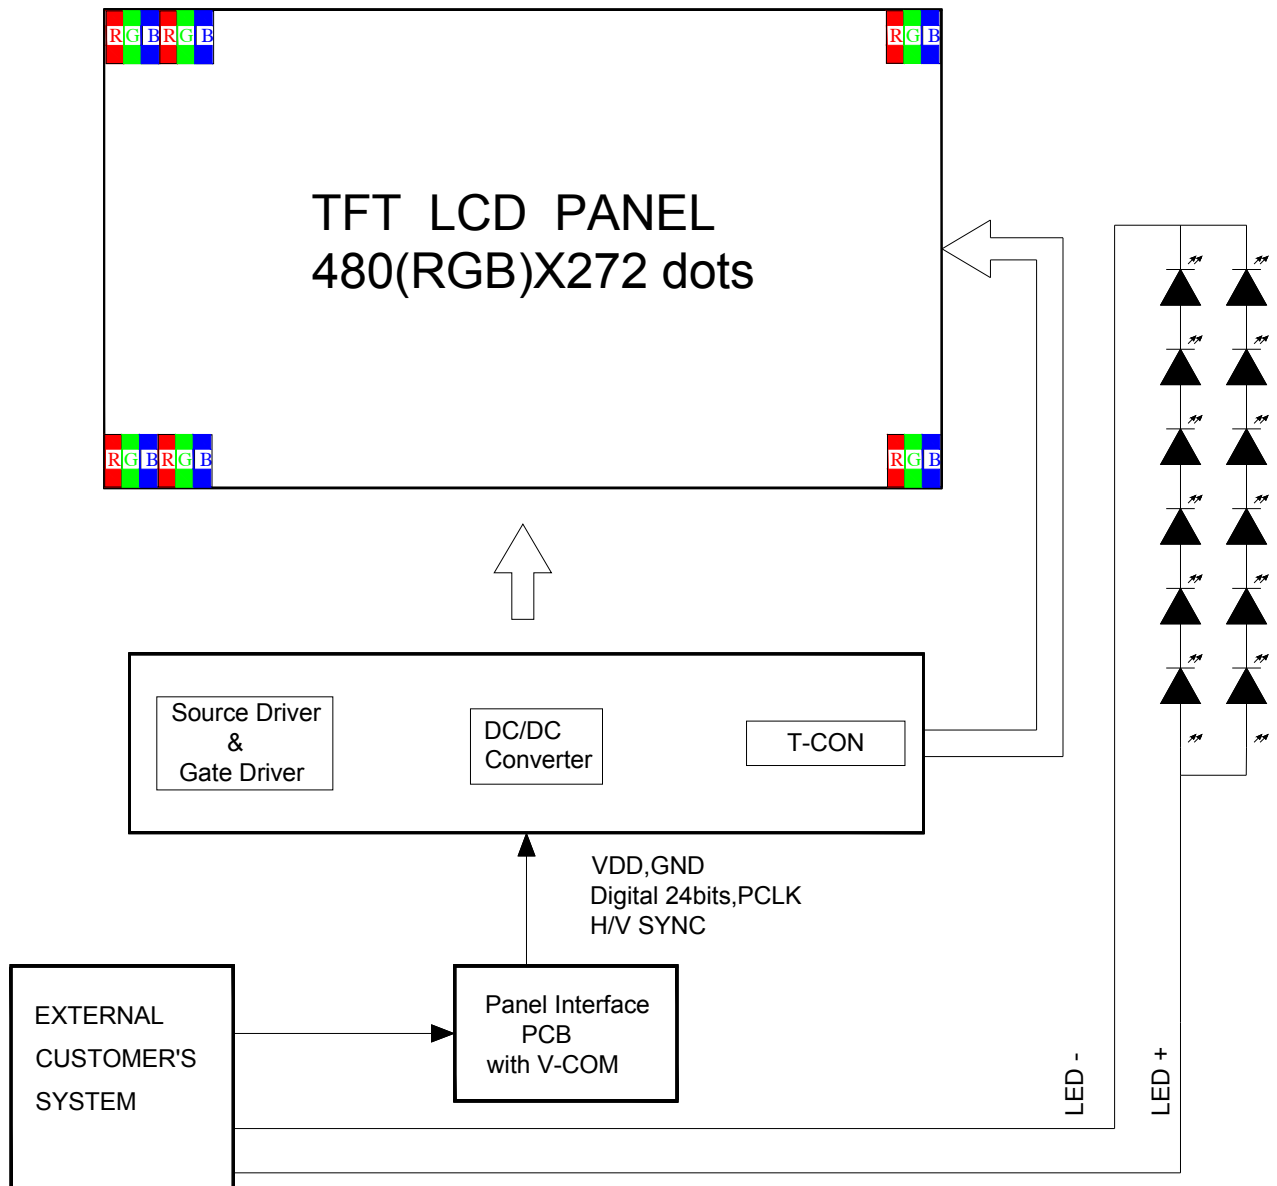 RGBRGB RGB
TFT LCD PANEL
480(RGB)X272 dots
RGBRGB RGB
Source Driver
&
Gate Driver
DC/DC
Converter
T-CON
VDD,GND
Digital 24bits,PCLK
H/V SYNC
EXTERNAL
CUSTOMER'S
SYSTEM
Panel Interface
PCB
with V-COM
LED -
LED +